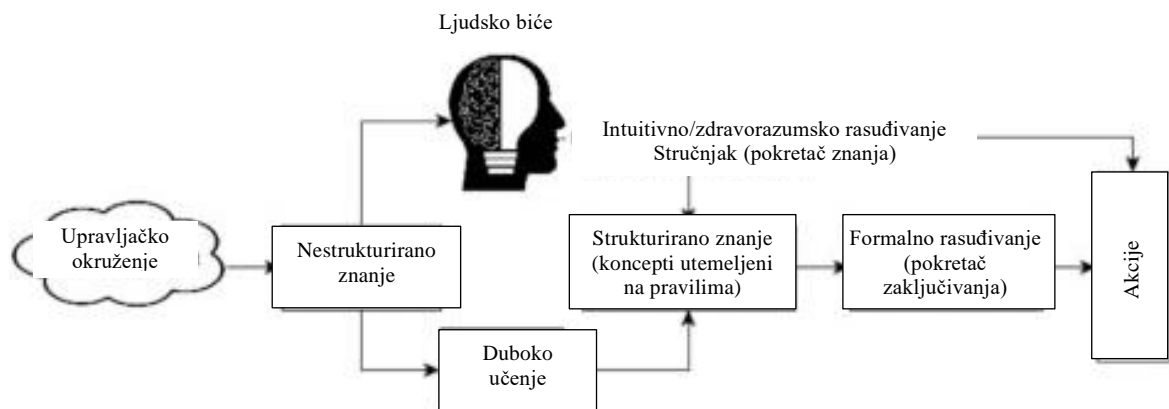 Ljudsko biće
Intuitivno/zdravorazumsko rasuđivanje
Stručnjak (pokretač znanja)
Upravljačko
okruženje
Nestrukturirano
znanje
Strukturirano znanje
(koncepti utemeljeni
na pravilima)
Formalno rasuđivanje
(pokretač
zaključivanja)
Akcije
Duboko
učenje